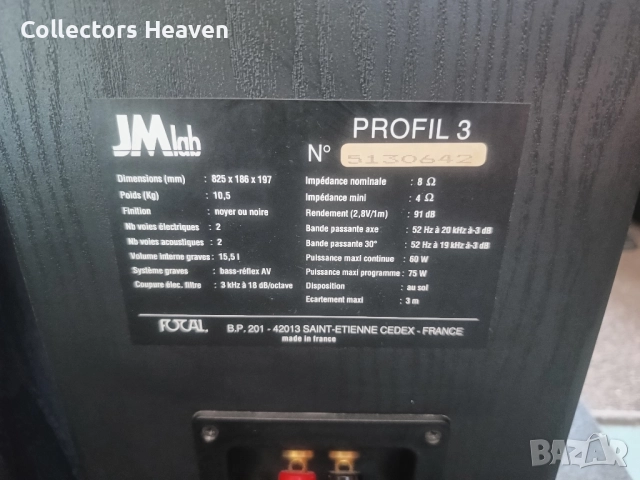 Collectors Heaven
JMlab
PROFIL 3
N° 5130642
Dimensions (mm) : 825 x 186 x 197
Poids (Kg) : 10,5
Finition : noyer ou noire
Nb voies électriques : 2
Nb voies acoustiques : 2
Volume interne graves : 15,5 l
Système graves : bass-réflex AV
Coupure élec. filtre : 3 kHz à 18 dB/octave
Impédance nominale : 8 Ω
Impédance mini : 4 Ω
Rendement (2,8V/1m) : 91 dB
Bande passante axe : 52 Hz à 20 kHz à-3 dB
Bande passante 30° : 52 Hz à 19 kHz à-3 dB
Puissance maxi continue : 60 W
Puissance maxi programme : 75 W
Disposition : au sol
Ecartement maxi : 3 m
FOCAL B.P. 201 - 42013 SAINT-ETIENNE CEDEX - FRANCE
made in france
BAZAR